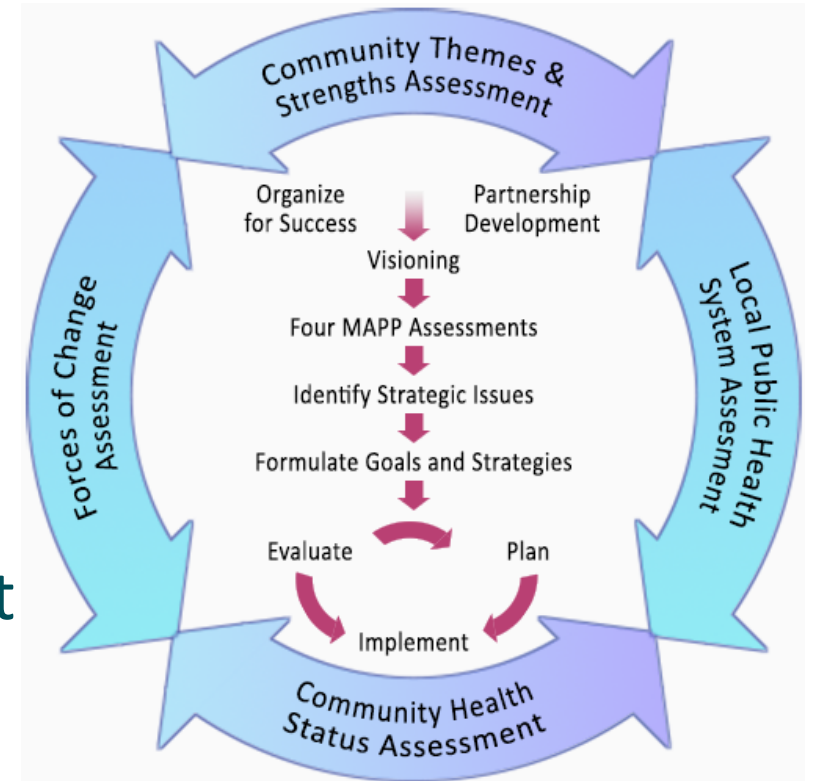 Community Themes &
Strengths Assessment
Organize
for Success
Partnership
Development
Visioning
Four MAPP Assessments
Identify Strategic Issues
Formulate Goals and Strategies
Evaluate
Plan
Implement
Forces of Change
Assessment
Local Public Health
System Assesment
Community Health
Status Assessment
t